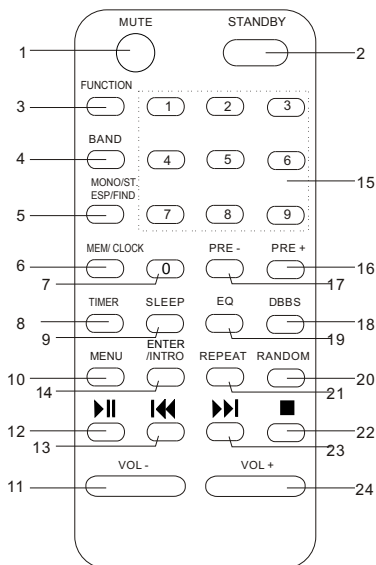 MUTE STANDBY
1 2
FUNCTION
3 1 2 3
BAND
4 4 5 6
15
MONO/ST.
ESP/FIND
5 7 8 9
MEM/ CLOCK PRE - PRE +
6 0 16
7 17
TIMER SLEEP EQ DBBS
8 18
9 19
MENU ENTER
/INTRO REPEAT RANDOM
10 20
14 21
12 22
13 23
VOL - VOL +
11 24